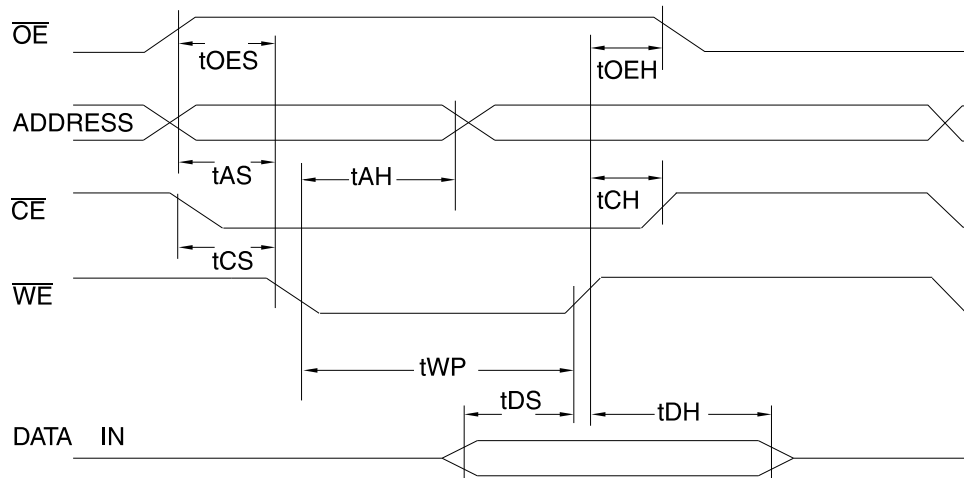 OE
tOES
tOEH
ADDRESS
tAS
tAH
tCH
CE
tCS
WE
tWP
tDS
tDH
DATA IN